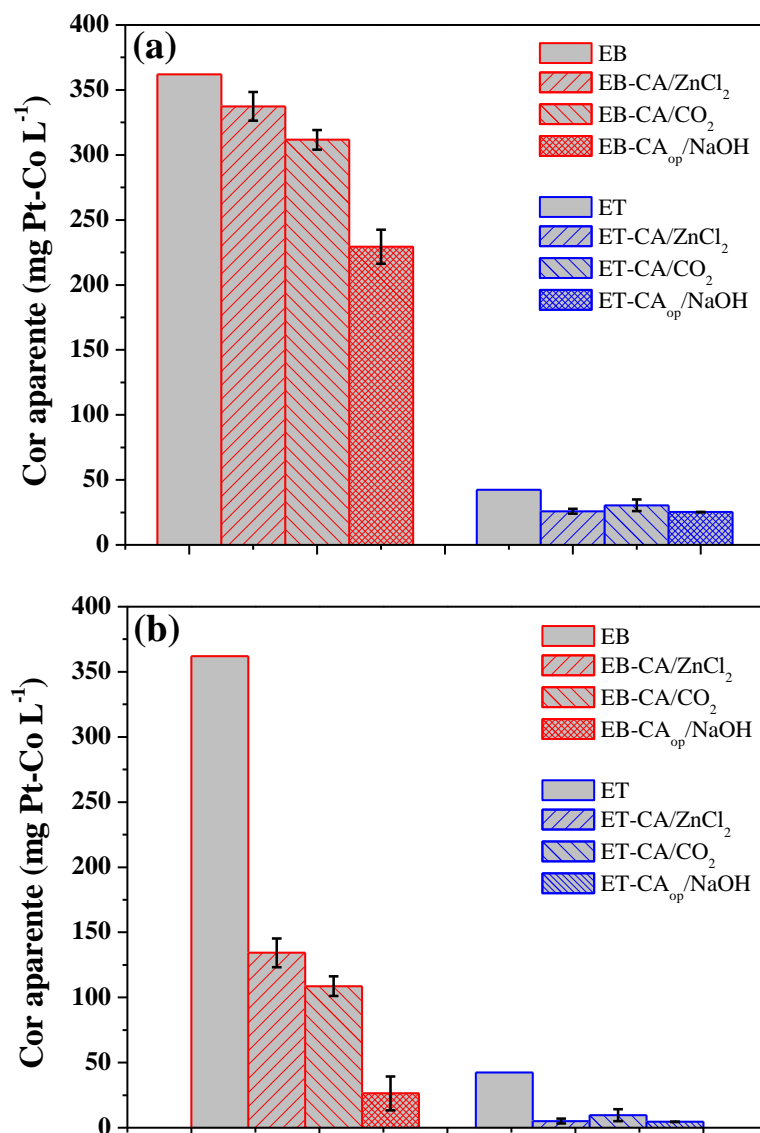 (a)
Cor aparente (mg Pt-Co L⁻¹)
400
350
300
250
200
150
100
50
0
EB
EB-CA/ZnCl₂
EB-CA/CO₂
EB-CAₒₚ/NaOH
ET
ET-CA/ZnCl₂
ET-CA/CO₂
ET-CAₒₚ/NaOH
(b)
Cor aparente (mg Pt-Co L⁻¹)
400
350
300
250
200
150
100
50
0
EB
EB-CA/ZnCl₂
EB-CA/CO₂
EB-CAₒₚ/NaOH
ET
ET-CA/ZnCl₂
ET-CA/CO₂
ET-CAₒₚ/NaOH